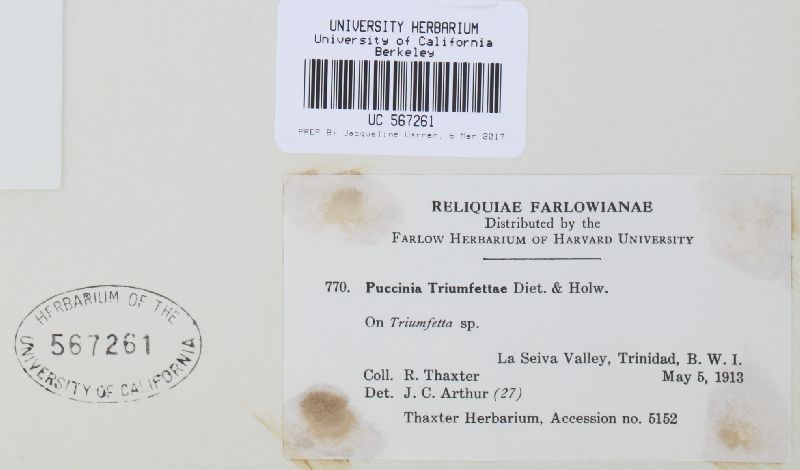 UNIVERSITY HERBARIUM
University of California
Berkeley
UC 567261
PREP BY Jacqueline Warren, 6 Mar 2017
RELIQUIAE FARLOWIANAE
Distributed by the
FARLOW HERBARIUM OF HARVARD UNIVERSITY
770. Puccinia Triumfettae Diet. & Holw.
On Triumfetta sp.
La Seiva Valley, Trinidad, B. W. I.
Coll. R. Thaxter May 5, 1913
Det. J. C. Arthur (27)
Thaxter Herbarium, Accession no. 5152
HERBARIUM OF THE
567261
UNIVERSITY OF CALIFORNIA